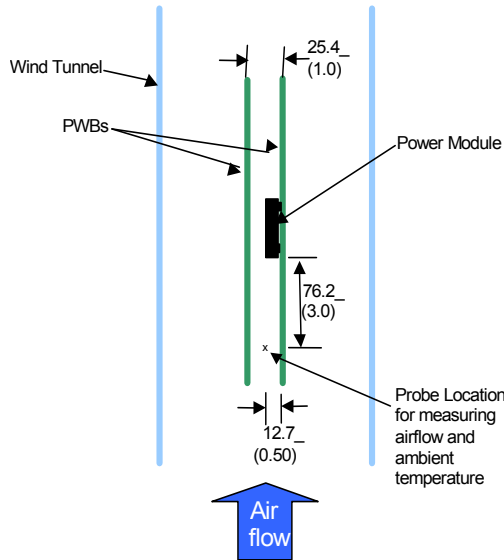 25.4_
(1.0)
Wind Tunnel
PWBs
Power Module
76.2_
(3.0)
x
Probe Location
for measuring
airflow and
ambient
temperature
12.7_
(0.50)
Air
flow